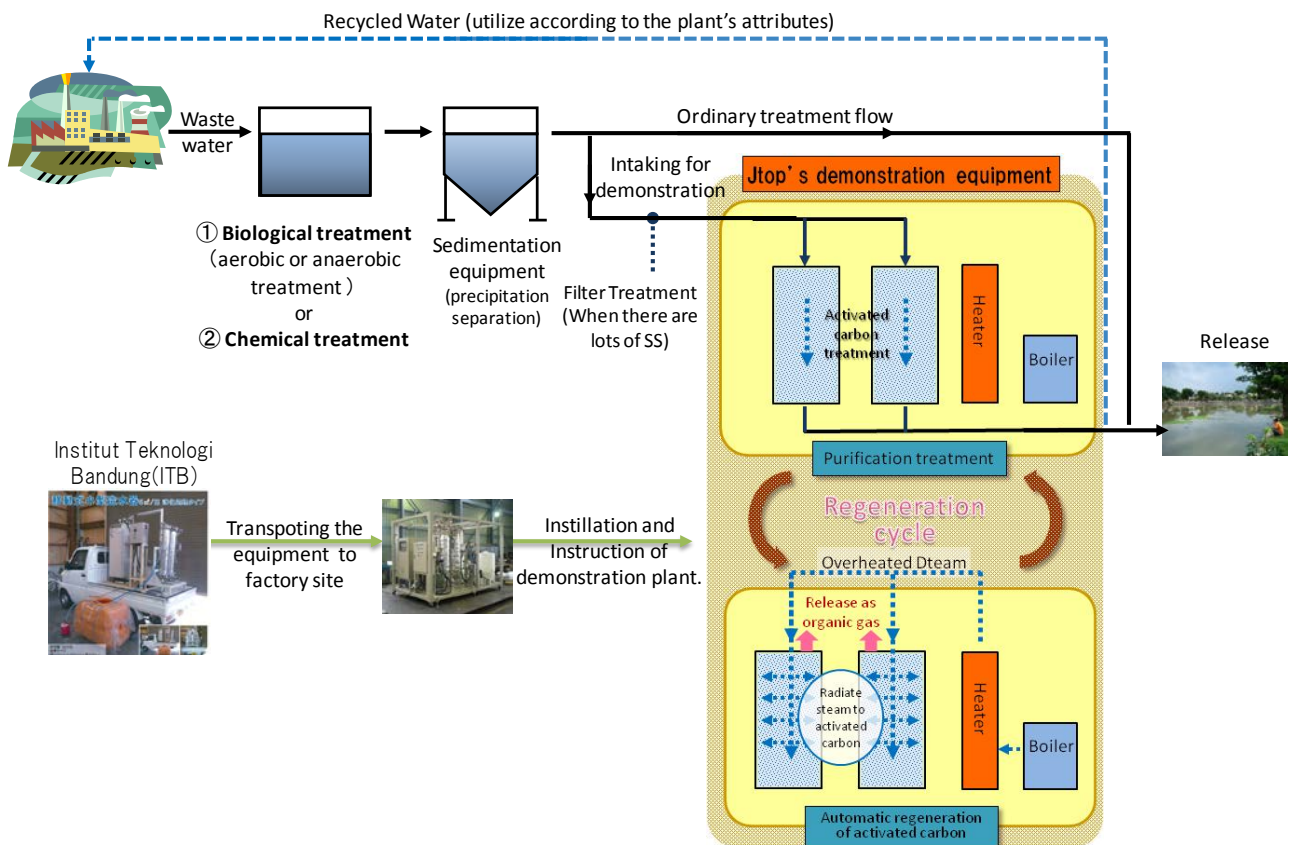 Recycled Water (utilize according to the plant's attributes)
Waste
water
Ordinary treatment flow
Intaking for
demonstration
Jtop's demonstration equipment
① Biological treatment
(aerobic or anaerobic
treatment )
or
② Chemical treatment
Sedimentation
equipment
(precipitation
separation)
Filter Treatment
(When there are
lots of SS)
Activated
carbon
treatment
Heater
Boiler
Release
Purification treatment
Institut Teknologi
Bandung(ITB)
Transpoting the
equipment to
factory site
Instillation and
Instruction of
demonstration plant.
Regeneration
cycle
Overheated Dteam
Release as
organic gas
Radiate
steam to
activated
carbon
Heater
Boiler
Automatic regeneration
of activated carbon